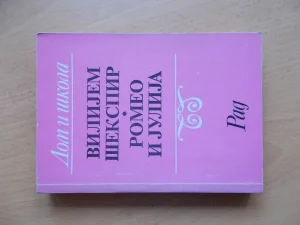 Дом и школа
ВИЛИЈЕМ
ШЕКСПИР
•
РОМЕО
И ЈУЛИЈА
Рад